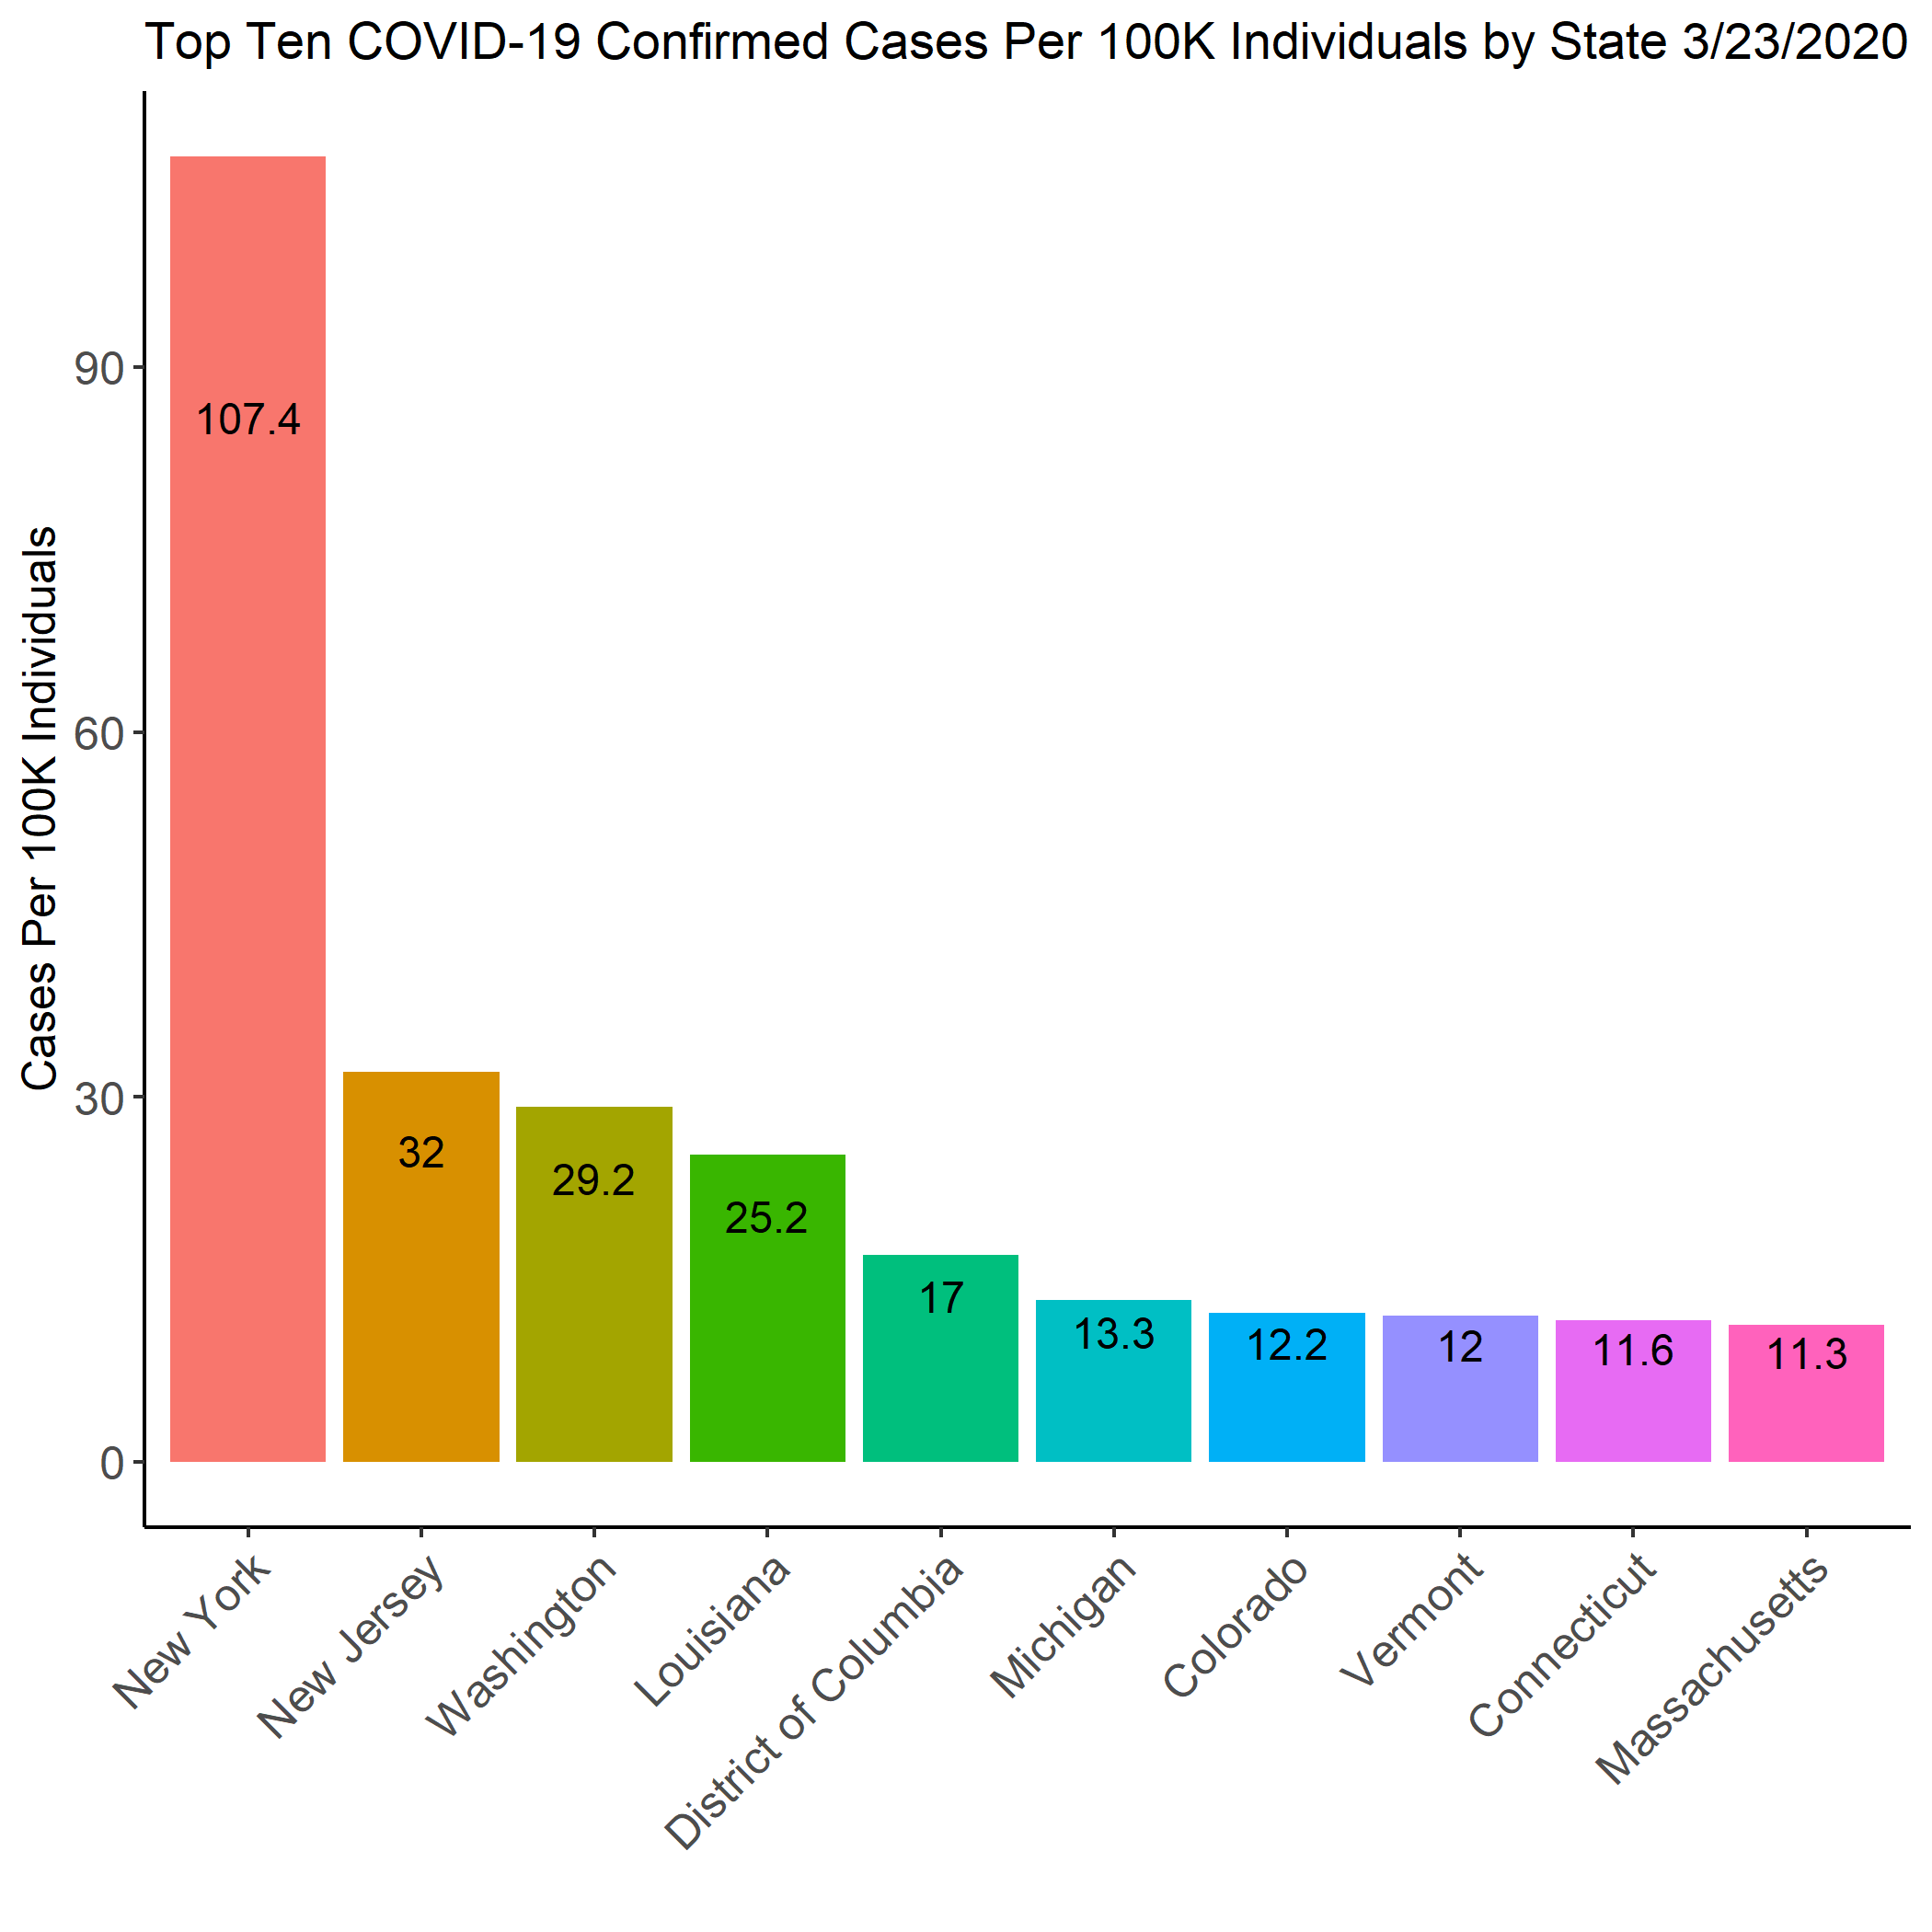 Top Ten COVID-19 Confirmed Cases Per 100K Individuals by State 3/23/2020
Cases Per 100K Individuals
90
60
30
0
107.4
32
29.2
25.2
17
13.3
12.2
12
11.6
11.3
New York
New Jersey
Washington
Louisiana
District of Columbia
Michigan
Colorado
Vermont
Connecticut
Massachusetts